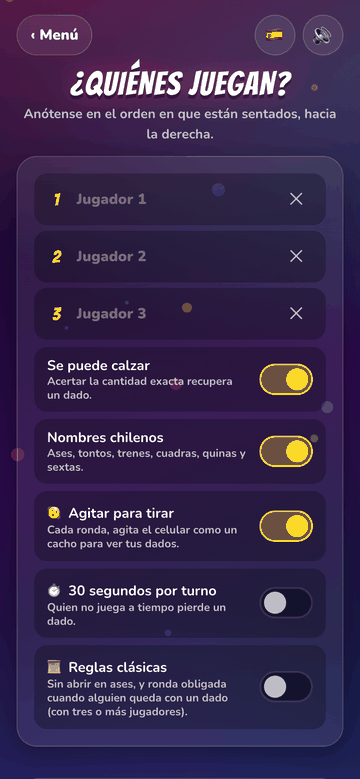 ‹ Menú
¿QUIÉNES JUEGAN?
Anótense en el orden en que están sentados, hacia
la derecha.
1 Jugador 1
2 Jugador 2
3 Jugador 3
Se puede calzar
Acertar la cantidad exacta recupera
un dado.
Nombres chilenos
Ases, tontos, trenes, cuadras, quinas y
sextas.
Agitar para tirar
Cada ronda, agita el celular como un
cacho para ver tus dados.
30 segundos por turno
Quien no juega a tiempo pierde un
dado.
Reglas clásicas
Sin abrir en ases, y ronda obligada
cuando alguien queda con un dado
(con tres o más jugadores).